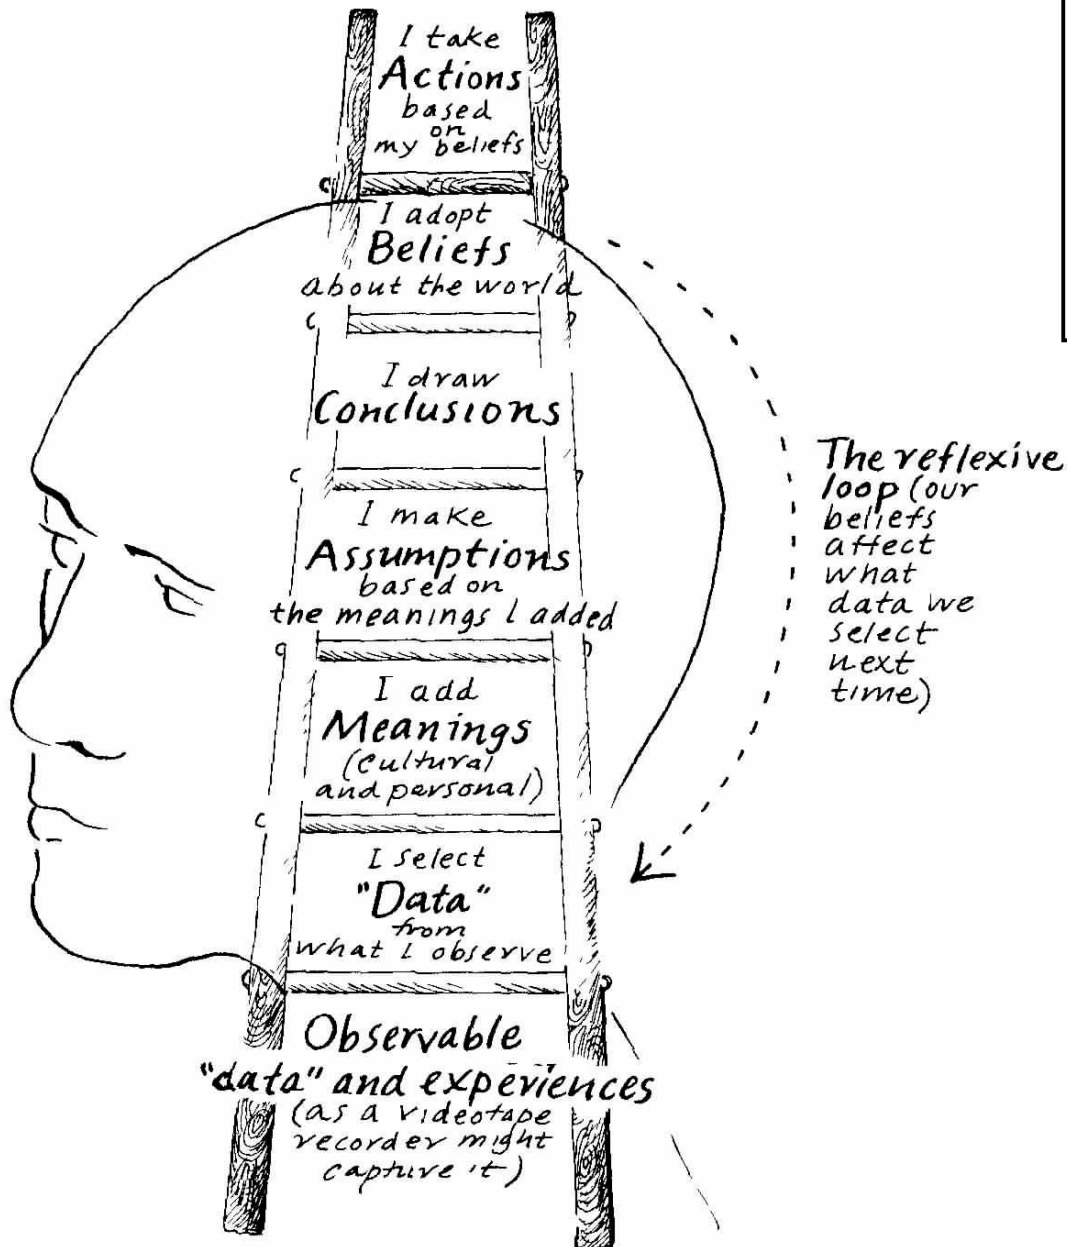 I take
Actions
based
on
my beliefs
I adopt
Beliefs
about the world
I draw
Conclusions
I make
Assumptions
based on
the meanings I added
I add
Meanings
(cultural
and personal)
I select
"Data"
from
what I observe
Observable
"data" and experiences
(as a videotape
recorder might
capture it)
The reflexive
loop (our
beliefs
affect
what
data we
select
next
time)